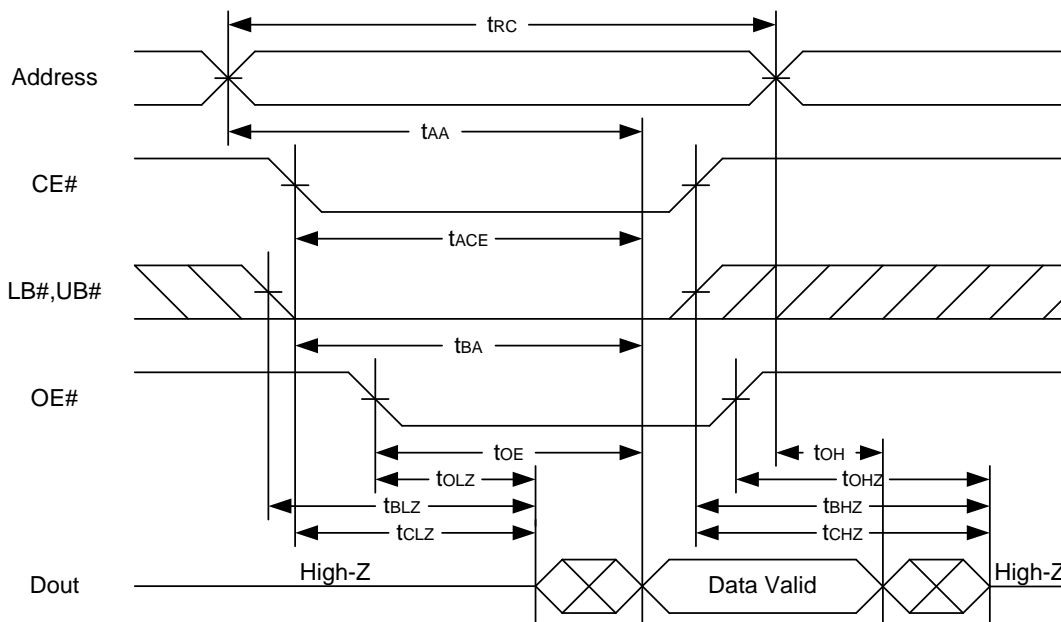 tRC
Address
tAA
CE#
tACE
LB#,UB#
tBA
OE#
tOE
tOH
tOLZ
tOHZ
tBLZ
tBHZ
tCLZ
tCHZ
High-Z
High-Z
Dout
Data Valid